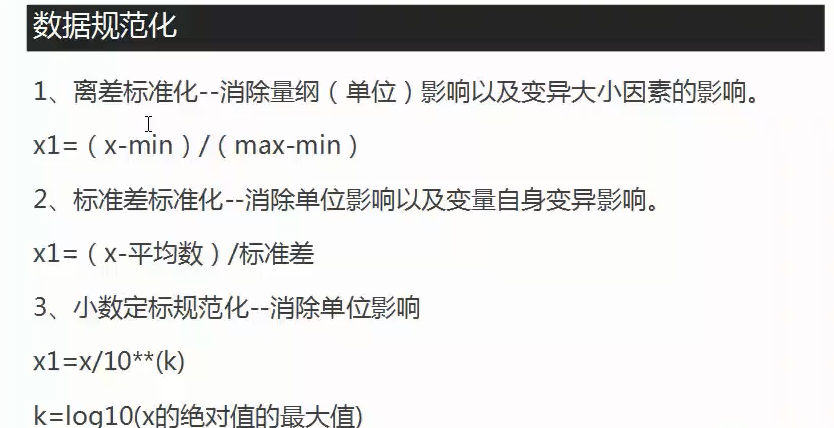 数据规范化
1、离差标准化--消除量纲（单位）影响以及变异大小因素的影响。
x1=（x-min）/（max-min）
2、标准差标准化--消除单位影响以及变量自身变异影响。
x1=（x-平均数）/标准差
3、小数定标规范化--消除单位影响
x1=x/10**(k)
k=log10(x的绝对值的最大值)